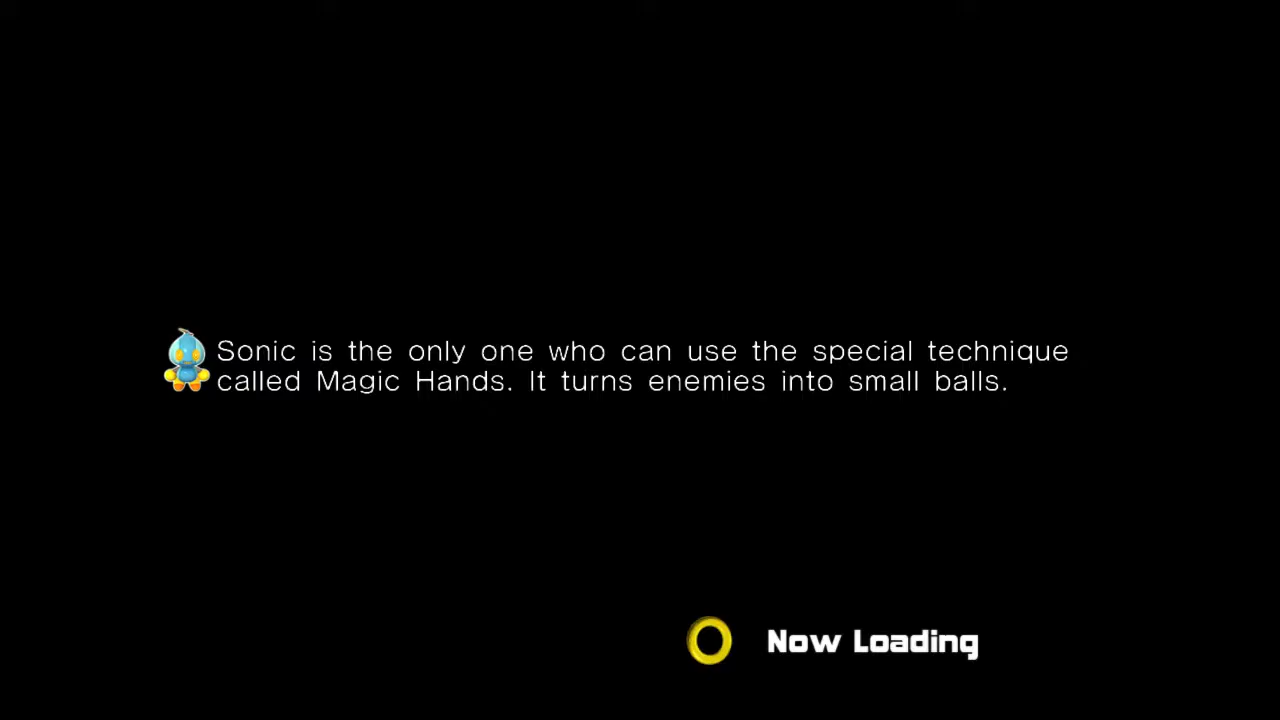 Sonic is the only one who can use the special technique
called Magic Hands. It turns enemies into small balls.
Now Loading